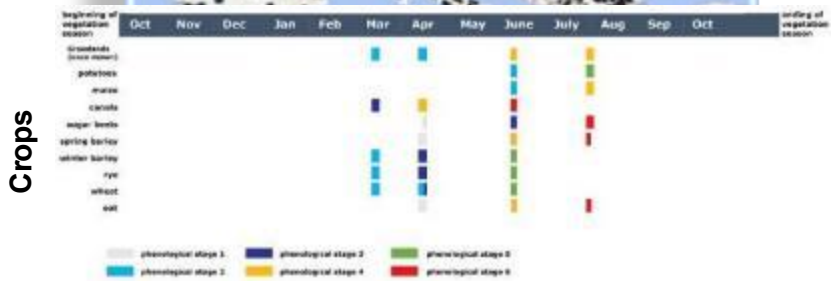 beginning of vegetation season Oct Nov Dec Jan Feb Mar Apr May June July Aug Sep Oct ending of vegetation season
Grasslands (once mown)
potatoes
maize
canola
sugar beets
spring barley
winter barley
rye
wheat
oat
Crops
phenological stage 1 phenological stage 3 phenological stage 5
phenological stage 2 phenological stage 4 phenological stage 6